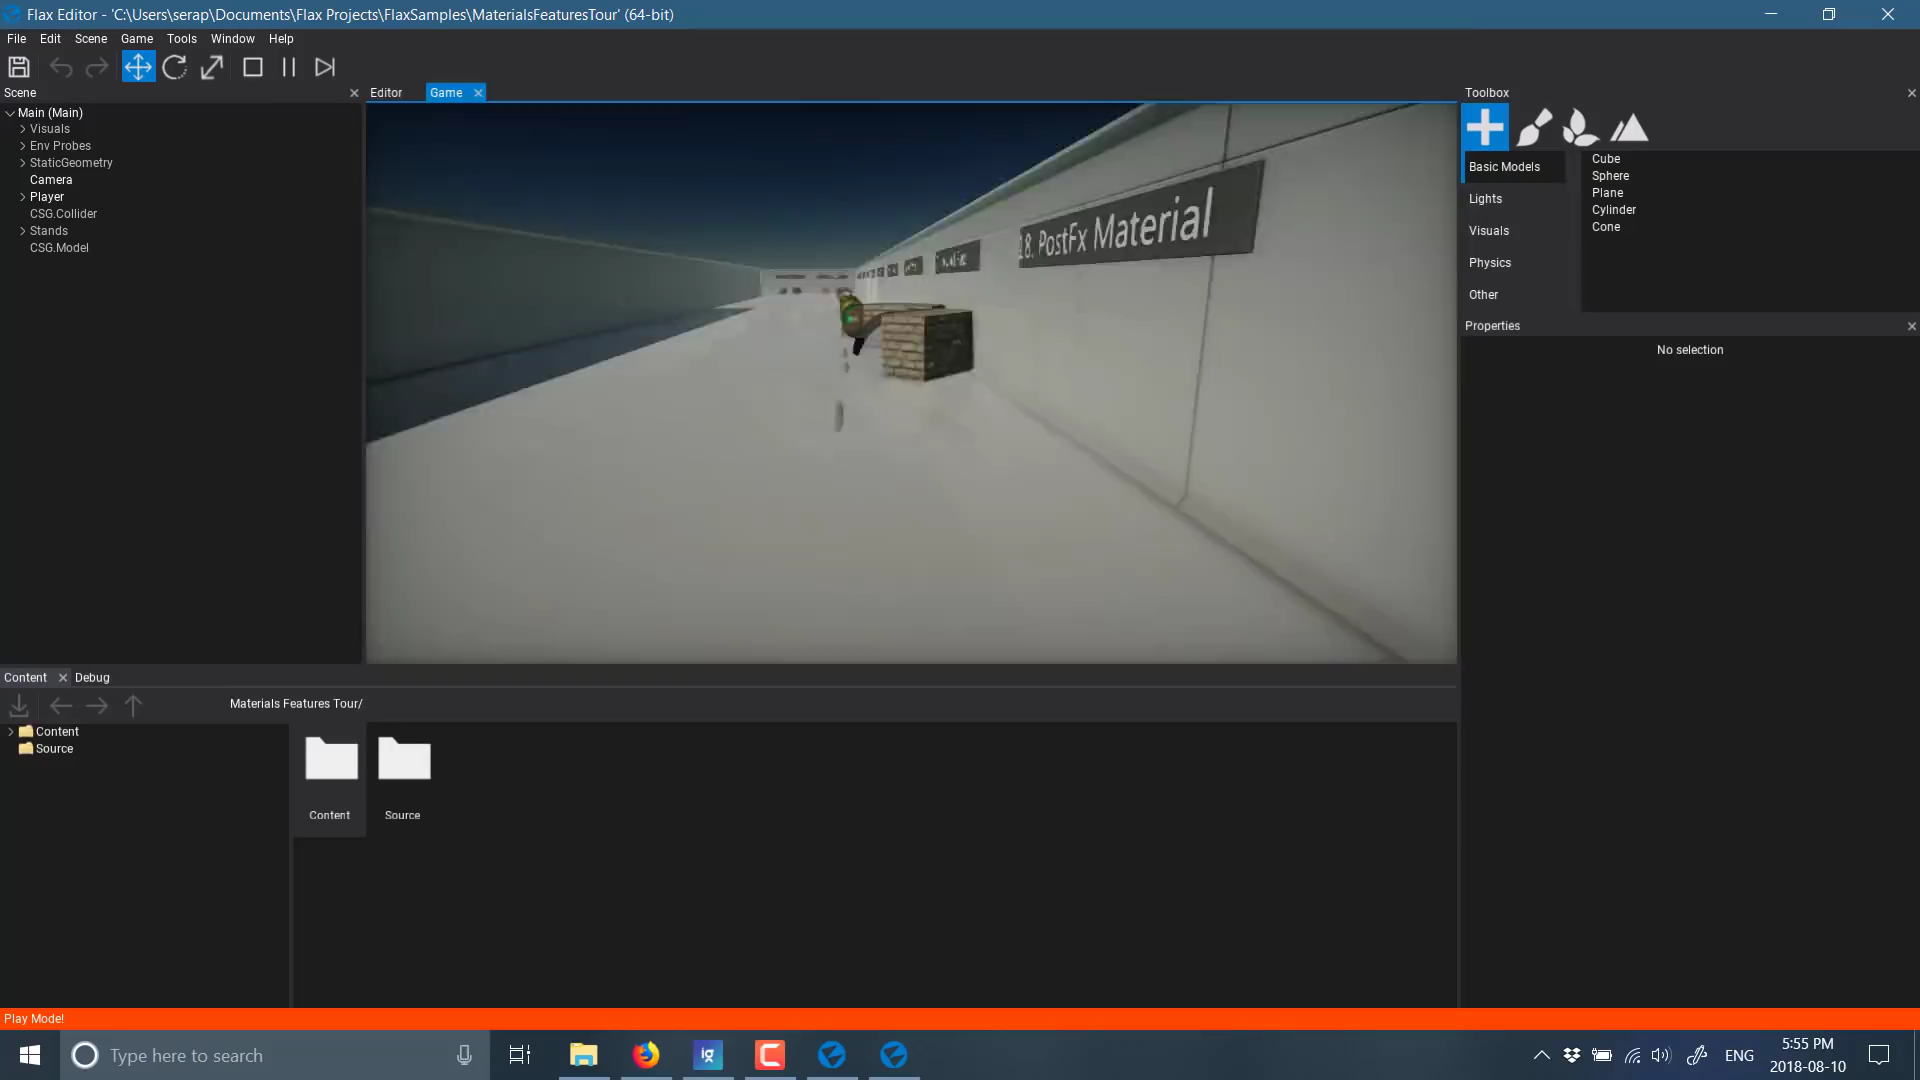 Flax Editor - 'C:\Users\serap\Documents\Flax Projects\FlaxSamples\MaterialsFeaturesTour' (64-bit)
File Edit Scene Game Tools Window Help
Scene
Main (Main)
Visuals
Env Probes
StaticGeometry
Camera
Player
CSG.Collider
Stands
CSG.Model
Editor Game
18. PostFx Material
Toolbox
Basic Models
Lights
Visuals
Physics
Other
Cube
Sphere
Plane
Cylinder
Cone
Properties
No selection
Content Debug
Materials Features Tour/
Content
Source
Content Source
Play Mode!
Type here to search
ig
ENG
5:55 PM
2018-08-10